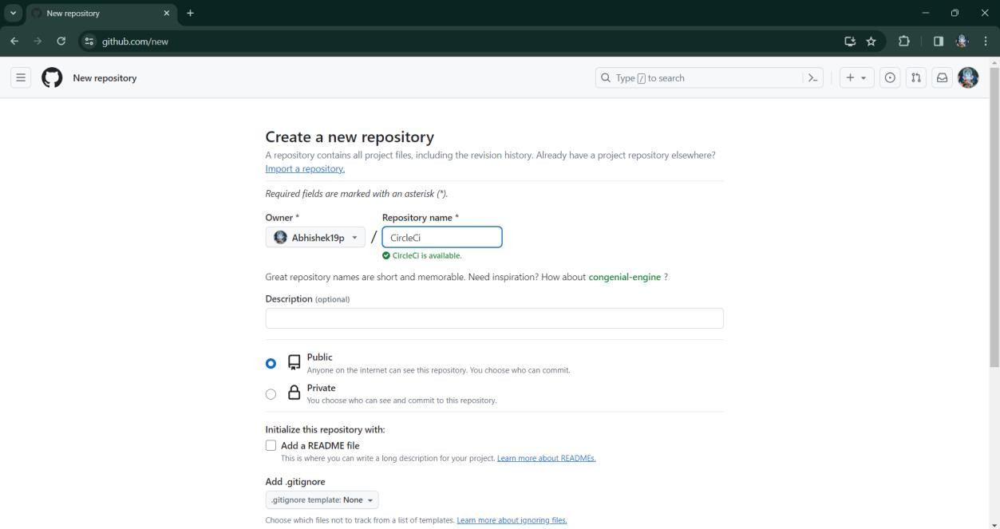 New repository
github.com/new
New repository
Type / to search
Create a new repository
A repository contains all project files, including the revision history. Already have a project repository elsewhere?
Import a repository.
Required fields are marked with an asterisk (*).
Owner * Repository name *
Abhishek19p / CircleCi
CircleCi is available.
Great repository names are short and memorable. Need inspiration? How about congenial-engine ?
Description (optional)
Public
Anyone on the internet can see this repository. You choose who can commit.
Private
You choose who can see and commit to this repository.
Initialize this repository with:
Add a README file
This is where you can write a long description for your project. Learn more about READMEs.
Add .gitignore
.gitignore template: None
Choose which files not to track from a list of templates. Learn more about ignoring files.